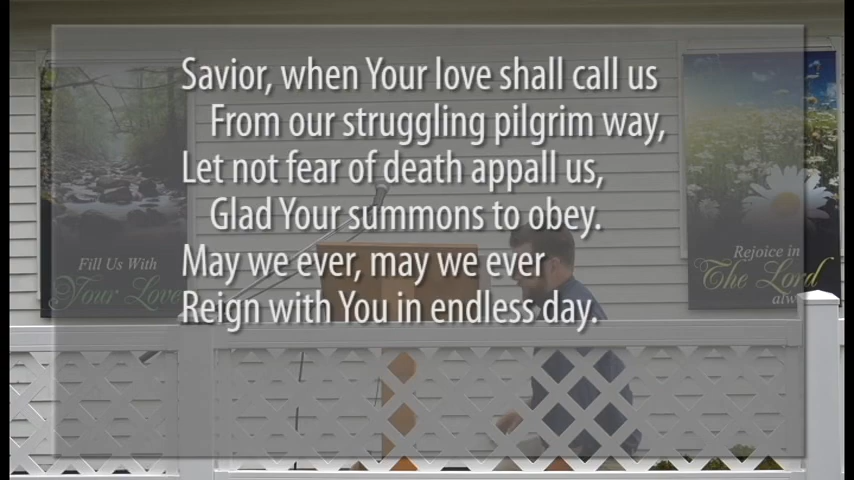 Savior, when Your love shall call us
From our struggling pilgrim way,
Let not fear of death appall us,
Glad Your summons to obey.
May we ever, may we ever
Reign with You in endless day.
Fill Us With
Your Love
Rejoice in
The Lord